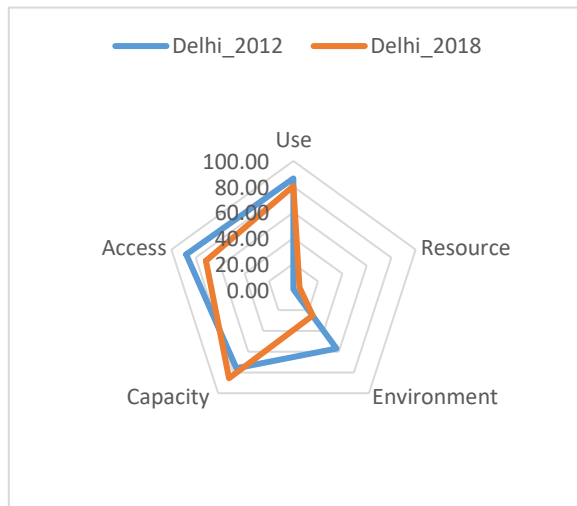 Delhi_2012 Delhi_2018
Use
100.00
80.00
60.00
40.00
20.00
0.00
Access
Resource
Capacity
Environment